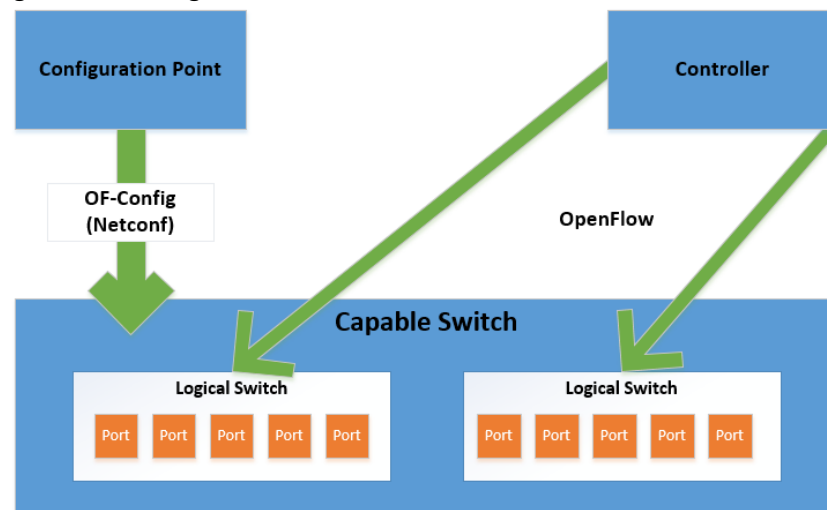 Configuration Point
Controller
OF-Config
(Netconf)
OpenFlow
Capable Switch
Logical Switch
Port Port Port Port Port
Logical Switch
Port Port Port Port Port